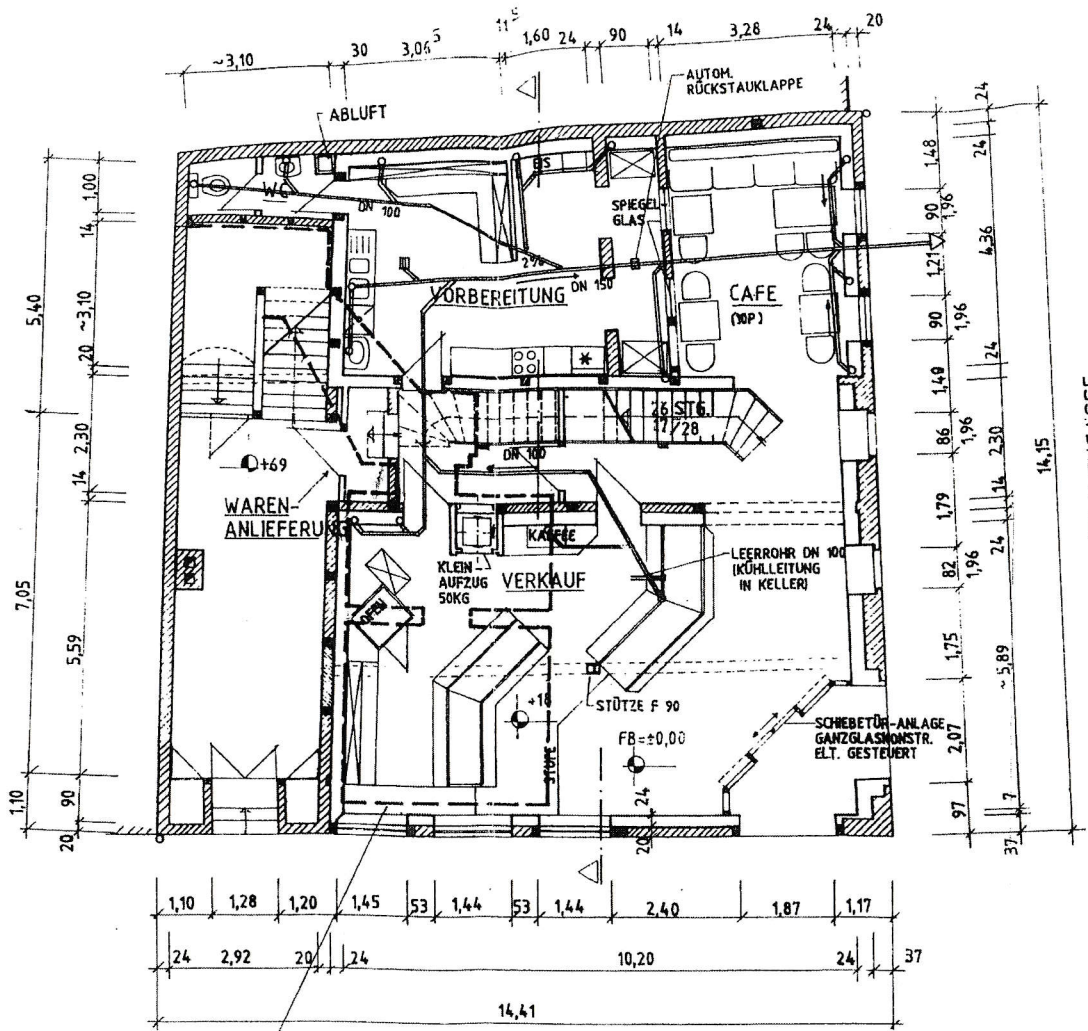 ~3,10
30
3,06⁵
11⁵
1,60
24
90
14
3,28
24
20
ABLUFT
AUTOM.
RÜCKSTAUKLAPPE
WC
DN 100
EIS
SPIEGEL-
GLAS
2%
VORBEREITUNG
DN 150
CAFE
(30P)
26 STG.
17/28
DN 100
+69
WAREN-
ANLIEFERUNG
KLEIN
AUFZUG
50KG
KAFFEE
VERKAUF
LEERROHR DN 100
(KÜHLLEITUNG
IN KELLER)
OFEN
STÜTZE F 90
+18
STUFE
FB=±0,00
SCHIEBETÜR-ANLAGE
GANZGLASKONSTR.
ELT. GESTEUERT
24
20
5,40
7,05
1,10
1,00
14
~3,10
20
2,30
14
5,59
90
20
1,48
90
1,96
1,21
90
1,96
1,49
86
1,96
1,79
82
1,96
1,75
2,07
97
24
24
4,36
24
2,30
14
24
~5,89
7
37
14,15
1,10
1,28
1,20
1,45
53
1,44
53
1,44
2,40
1,87
1,17
24
2,92
20
24
10,20
24
37
14,41